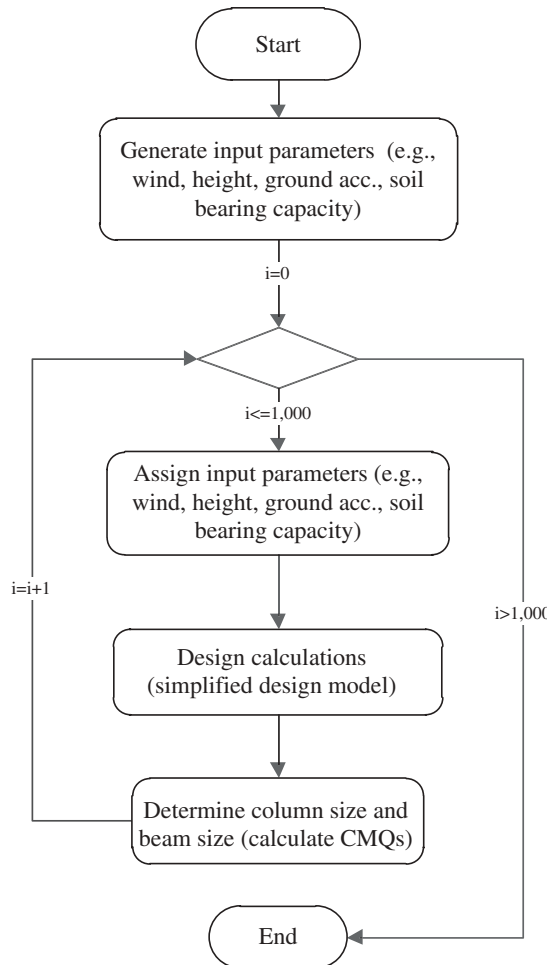 Start
Generate input parameters (e.g.,
wind, height, ground acc., soil
bearing capacity)
i=0
i<=1,000
Assign input parameters (e.g.,
wind, height, ground acc., soil
bearing capacity)
i=i+1
i>1,000
Design calculations
(simplified design model)
Determine column size and
beam size (calculate CMQs)
End